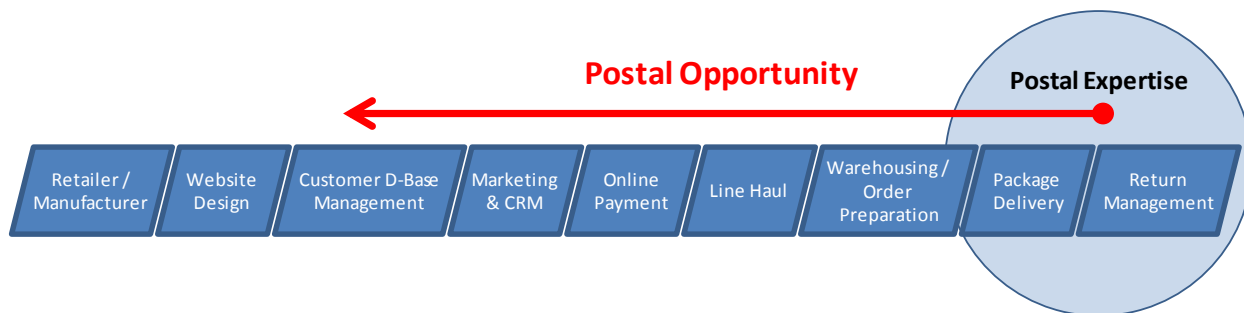 Postal Opportunity
Postal Expertise
Retailer /
Manufacturer
Website
Design
Customer D-Base
Management
Marketing
& CRM
Online
Payment
Line Haul
Warehousing /
Order
Preparation
Package
Delivery
Return
Management